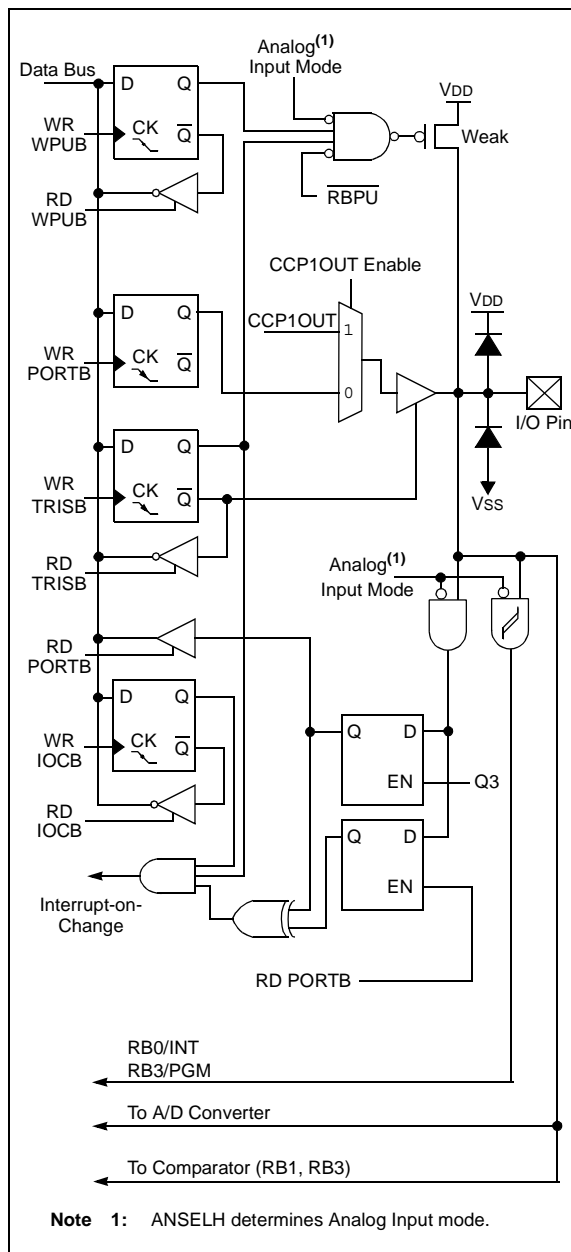 Analog(1)
Input Mode
Data Bus
D Q
VDD
WR
WPUB
CK Q
Weak
RD
WPUB
RBPU
CCP1OUT Enable
CCP1OUT
1
VDD
D Q
WR
PORTB
CK Q
0
I/O Pin
D Q
WR
TRISB
CK Q
VSS
RD
TRISB
Analog(1)
Input Mode
RD
PORTB
D Q
Q D
WR
IOCB
CK Q
EN
Q3
RD
IOCB
Q D
EN
Interrupt-on-
Change
RD PORTB
RB0/INT
RB3/PGM
To A/D Converter
To Comparator (RB1, RB3)
Note 1: ANSELH determines Analog Input mode.